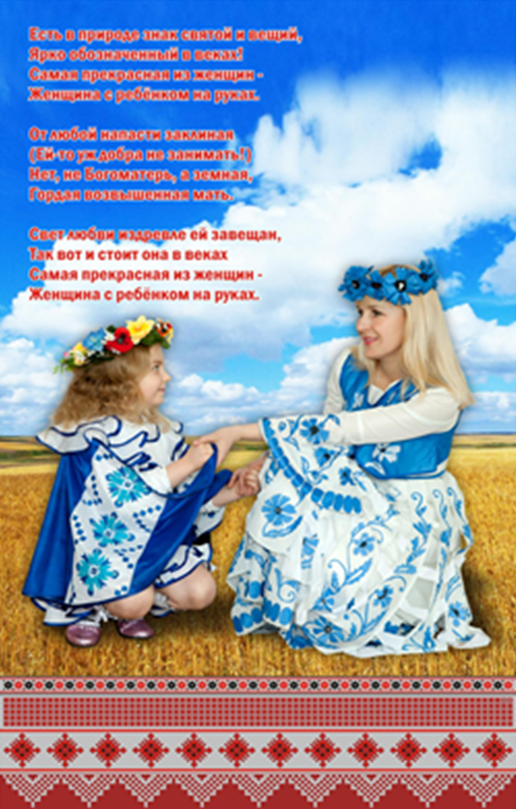 Есть в природе знак святой и вещий,
Ярко обозначенный в веках!
Самая прекрасная из женщин -
Женщина с ребёнком на руках.
От любой напасти заклиная
(Ей-то уж добра не занимать!)
Нет, не Богоматерь, а земная,
Гордая возвышенная мать.
Свет любви издревле ей завещан,
Так вот и стоит она в веках
Самая прекрасная из женщин -
Женщина с ребёнком на руках.